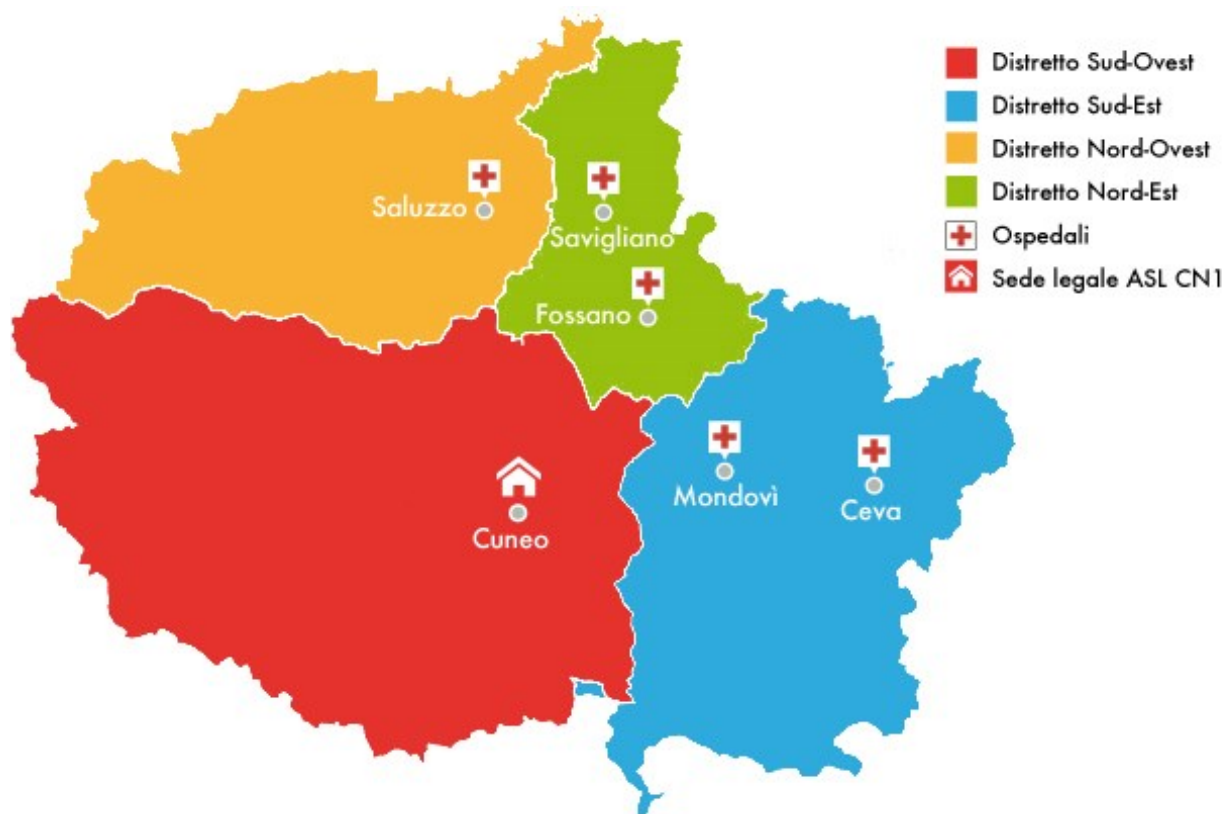 Distretto Sud-Ovest
Distretto Sud-Est
Distretto Nord-Ovest
Distretto Nord-Est
Ospedali
Sede legale ASL CN1
Saluzzo
Savigliano
Fossano
Mondovì
Ceva
Cuneo